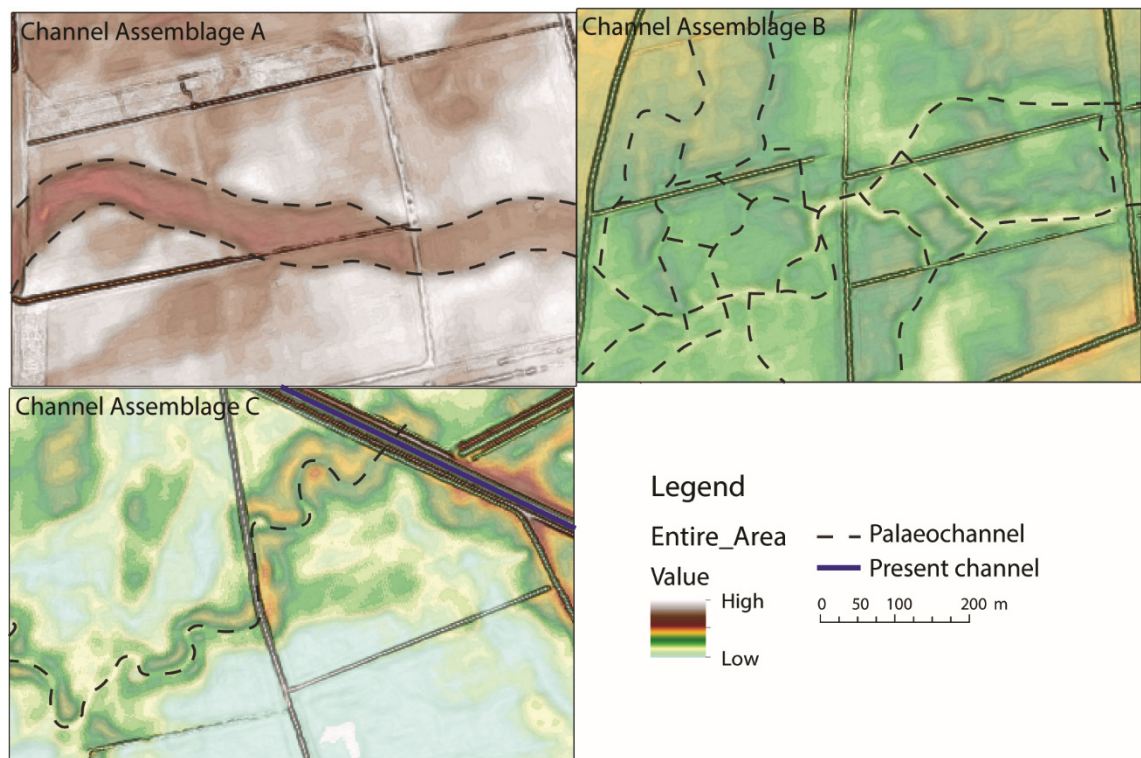 Channel Assemblage A
Channel Assemblage B
Channel Assemblage C
Legend
Entire_Area
Value
High
Low
Palaeochannel
Present channel
0 50 100 200 m